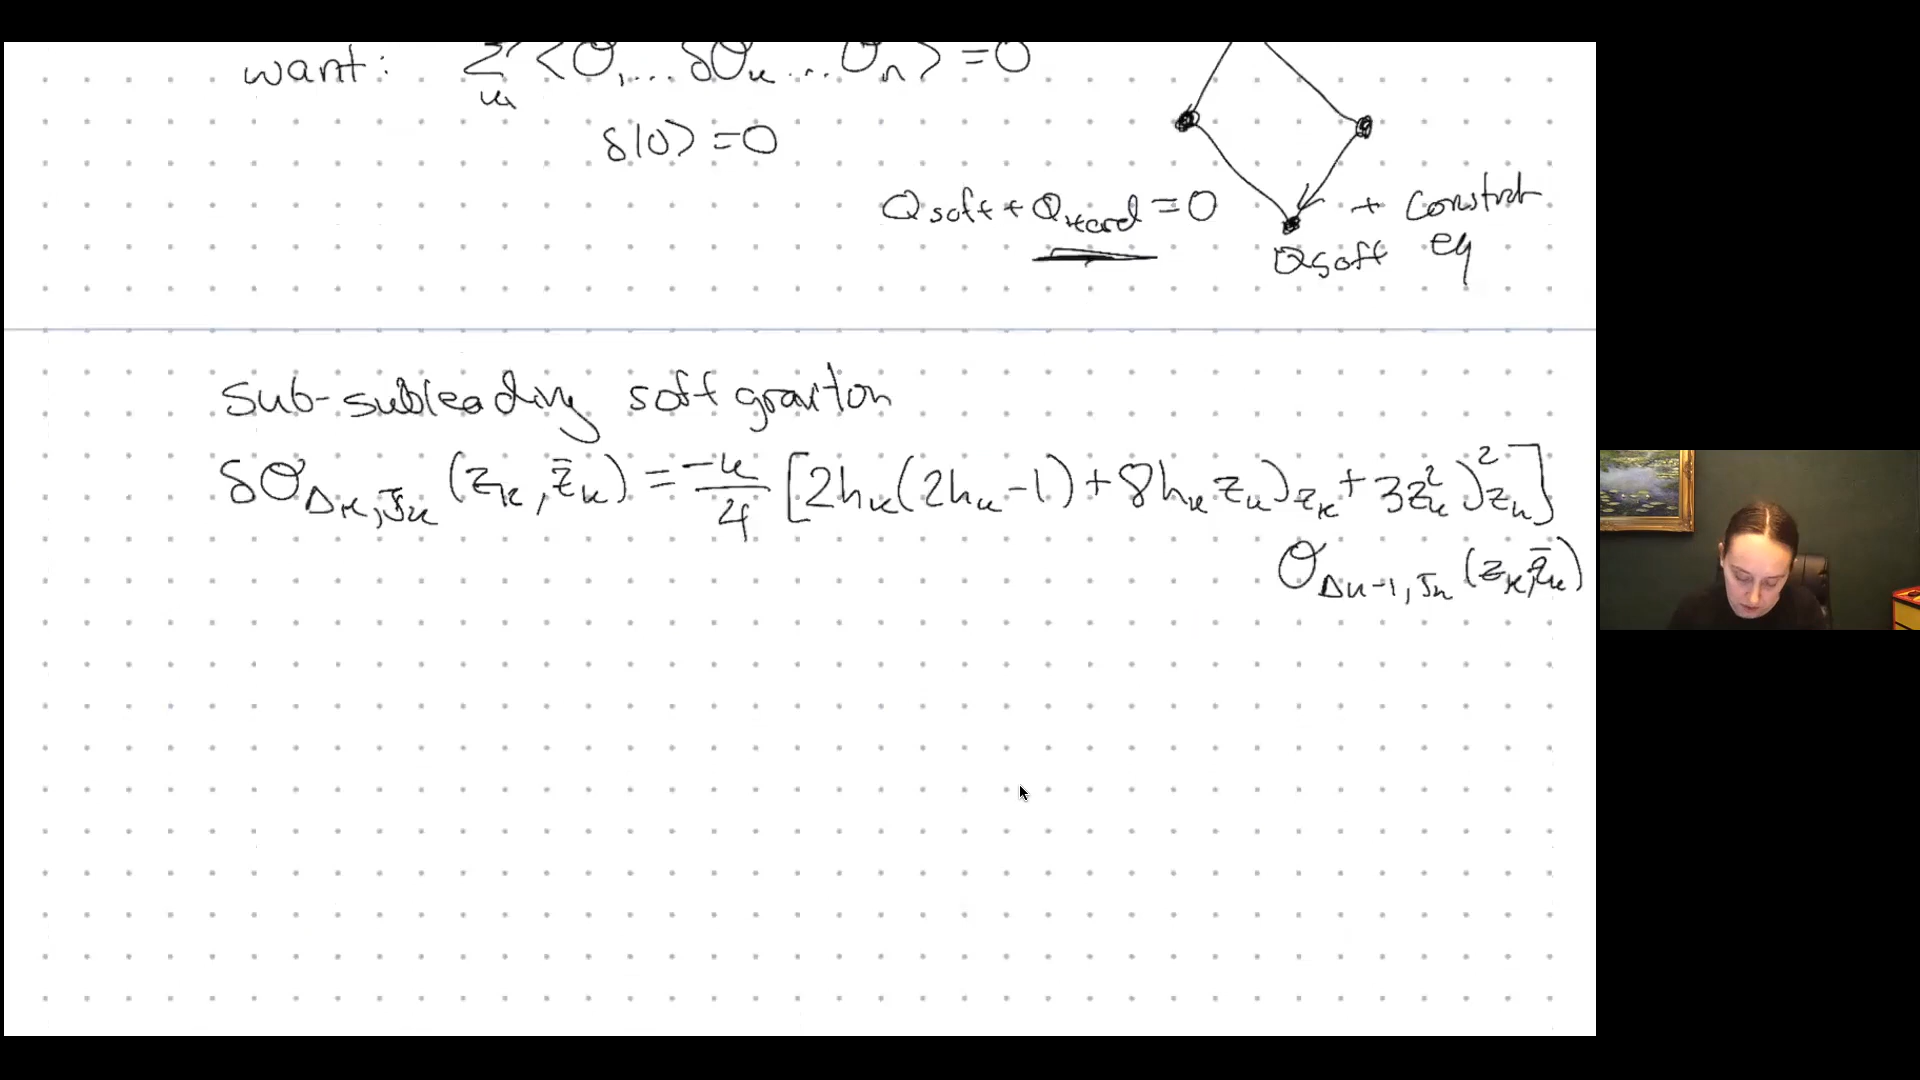 want: Σ_k <O_1...δO_k...O_n> = 0
δ|0> = 0
Q_soft + Q_Hard = 0
+ constrat
Q_soft eq
sub-subleading soft graviton
δO_{Δ_k,J_k}(z_k, z̄_k) = -κ/4 [2h_k(2h_k-1) + 8h_k z_k ∂_{z_k} + 3z_k^2 ∂^2_{z_k}]
O_{Δ_k-1,J_k}(z_k, z̄_k)